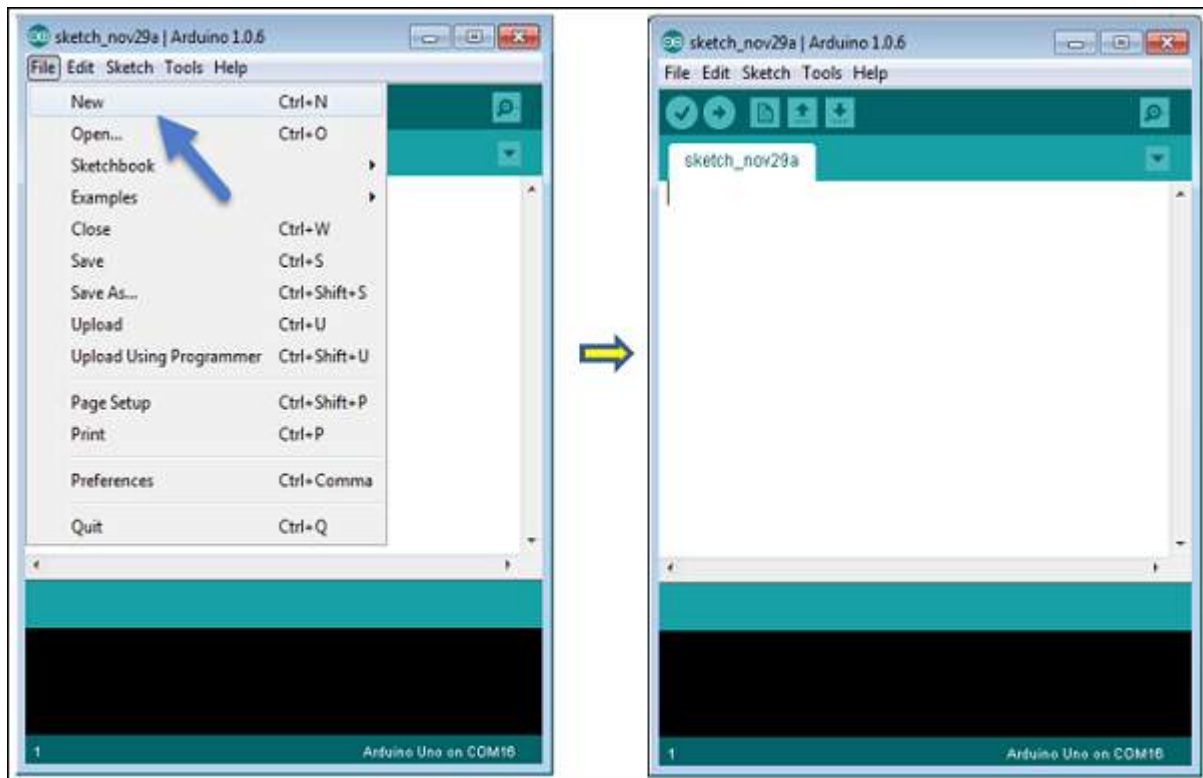 sketch_nov29a | Arduino 1.0.6
File Edit Sketch Tools Help
New Ctrl+N
Open... Ctrl+O
Sketchbook
Examples
Close Ctrl+W
Save Ctrl+S
Save As... Ctrl+Shift+S
Upload Ctrl+U
Upload Using Programmer Ctrl+Shift+U
Page Setup Ctrl+Shift+P
Print Ctrl+P
Preferences Ctrl+Comma
Quit Ctrl+Q
1 Arduino Uno on COM16
sketch_nov29a | Arduino 1.0.6
File Edit Sketch Tools Help
sketch_nov29a
1 Arduino Uno on COM16